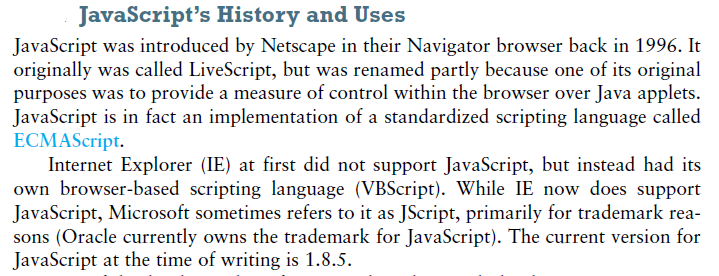 JavaScript's History and Uses
JavaScript was introduced by Netscape in their Navigator browser back in 1996. It
originally was called LiveScript, but was renamed partly because one of its original
purposes was to provide a measure of control within the browser over Java applets.
JavaScript is in fact an implementation of a standardized scripting language called
ECMAScript.
Internet Explorer (IE) at first did not support JavaScript, but instead had its
own browser-based scripting language (VBScript). While IE now does support
JavaScript, Microsoft sometimes refers to it as JScript, primarily for trademark rea-
sons (Oracle currently owns the trademark for JavaScript). The current version for
JavaScript at the time of writing is 1.8.5.